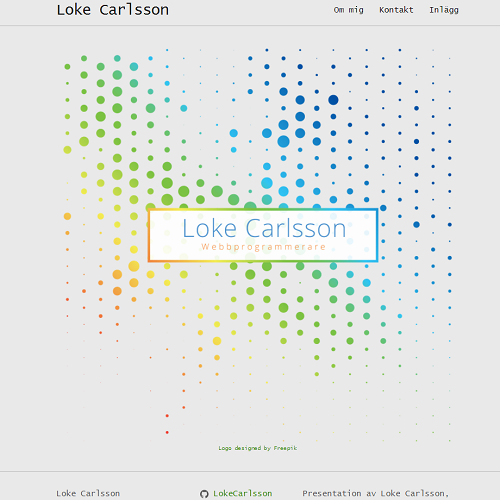 Loke Carlsson
Om mig Kontakt Inlägg
Loke Carlsson
Webbprogrammerare
Logo designed by Freepik
Loke Carlsson
LokeCarlsson
Presentation av Loke Carlsson,